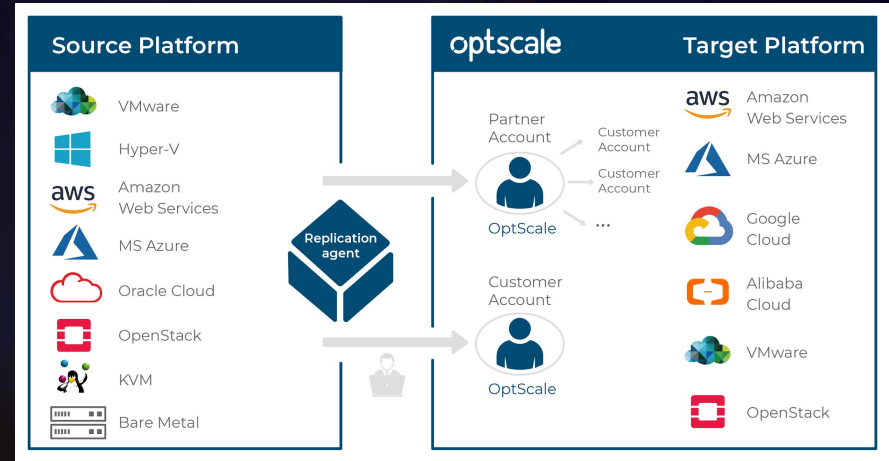 Source Platform
VMware
Hyper-V
aws
Amazon
Web Services
MS Azure
Oracle Cloud
OpenStack
KVM
Bare Metal
Replication
agent
optscale
Target Platform
Partner
Account
Customer
Account
Customer
Account
...
OptScale
Customer
Account
OptScale
aws
Amazon
Web Services
MS Azure
Google
Cloud
Alibaba
Cloud
VMware
OpenStack